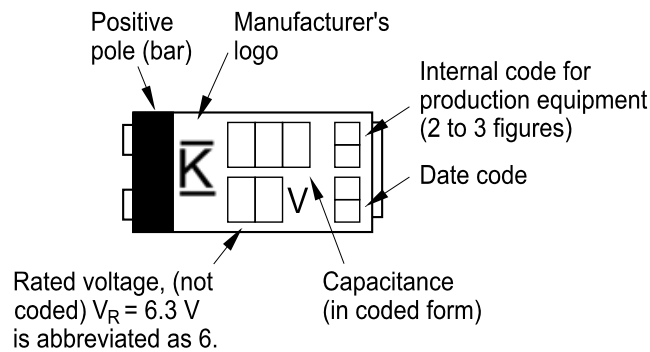 Positive
pole (bar)
Manufacturer's
logo
Internal code for
production equipment
(2 to 3 figures)
K
V
Date code
Rated voltage, (not
coded) VR = 6.3 V
is abbreviated as 6.
Capacitance
(in coded form)